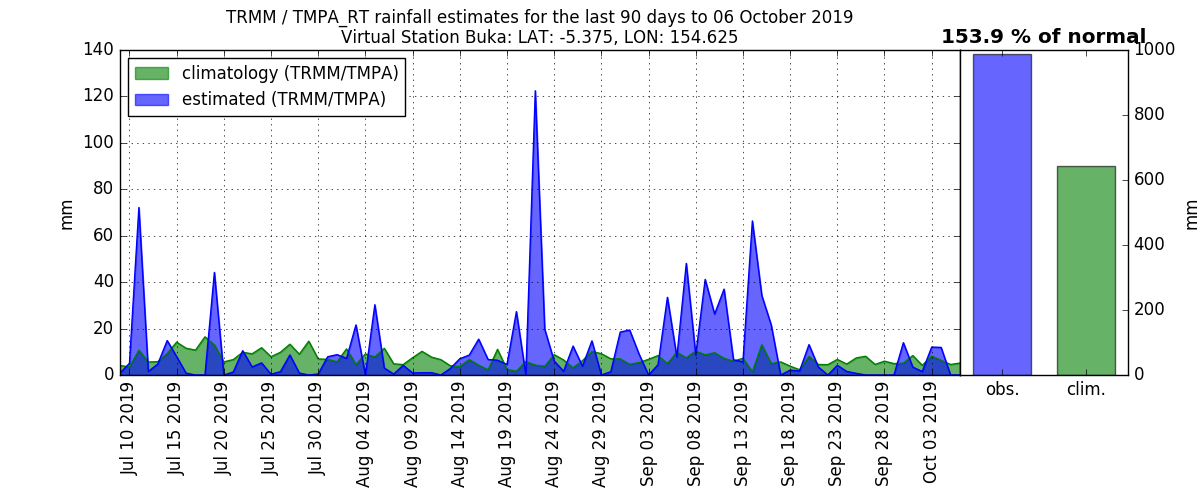 TRMM / TMPA_RT rainfall estimates for the last 90 days to 06 October 2019
Virtual Station Buka: LAT: -5.375, LON: 154.625
153.9 % of normal
climatology (TRMM/TMPA)
estimated (TRMM/TMPA)
mm
140
120
100
80
60
40
20
0
Jul 10 2019
Jul 15 2019
Jul 20 2019
Jul 25 2019
Jul 30 2019
Aug 04 2019
Aug 09 2019
Aug 14 2019
Aug 19 2019
Aug 24 2019
Aug 29 2019
Sep 03 2019
Sep 08 2019
Sep 13 2019
Sep 18 2019
Sep 23 2019
Sep 28 2019
Oct 03 2019
1000
800
600
400
200
0
mm
obs.
clim.